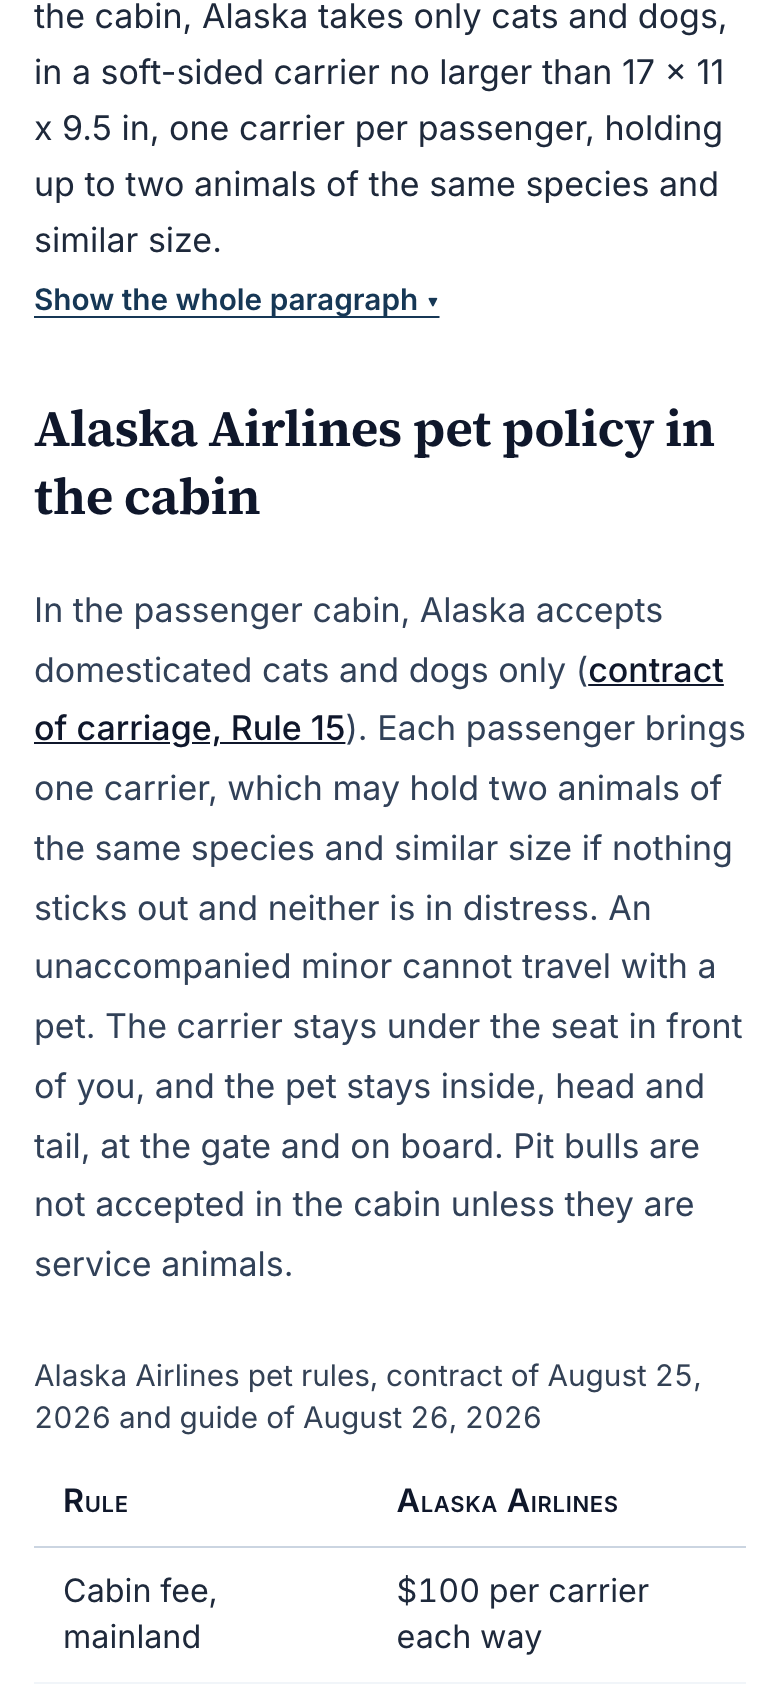 the cabin, Alaska takes only cats and dogs,
in a soft-sided carrier no larger than 17 × 11
x 9.5 in, one carrier per passenger, holding
up to two animals of the same species and
similar size.
Show the whole paragraph ▾
Alaska Airlines pet policy in
the cabin
In the passenger cabin, Alaska accepts
domesticated cats and dogs only (contract
of carriage, Rule 15). Each passenger brings
one carrier, which may hold two animals of
the same species and similar size if nothing
sticks out and neither is in distress. An
unaccompanied minor cannot travel with a
pet. The carrier stays under the seat in front
of you, and the pet stays inside, head and
tail, at the gate and on board. Pit bulls are
not accepted in the cabin unless they are
service animals.
Alaska Airlines pet rules, contract of August 25,
2026 and guide of August 26, 2026
Rule Alaska Airlines
Cabin fee, $100 per carrier
mainland each way